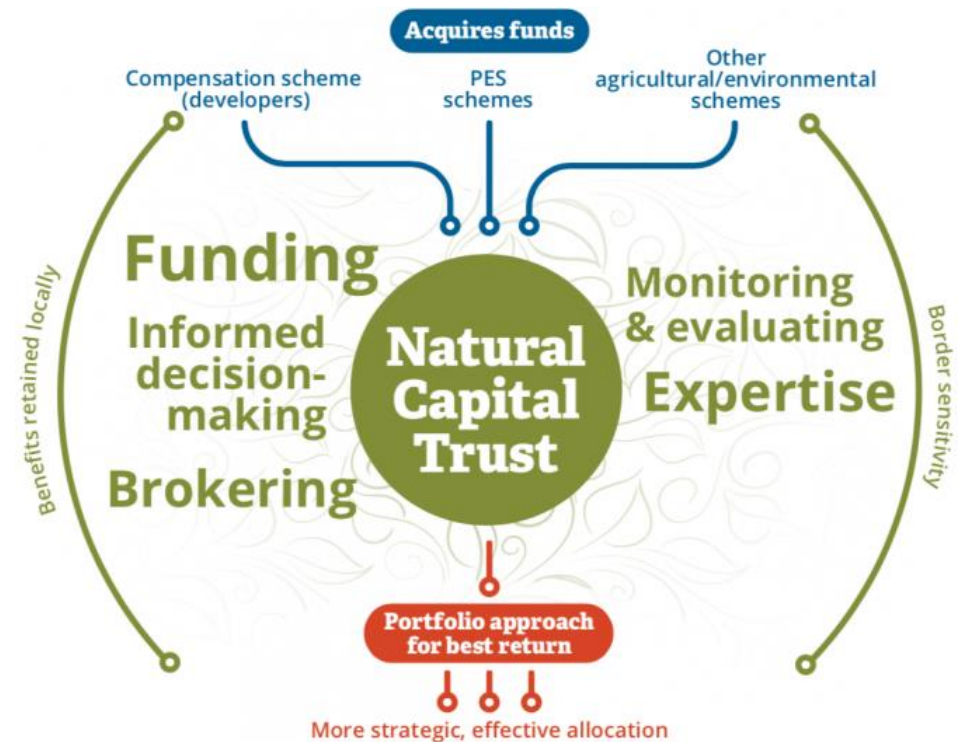 Acquires funds
Compensation scheme
(developers)
PES
schemes
Other
agricultural/environmental
schemes
Benefits retained locally
Funding
Informed
decision-
making
Brokering
Natural
Capital
Trust
Monitoring
& evaluating
Expertise
Border sensitivity
Portfolio approach
for best return
More strategic, effective allocation